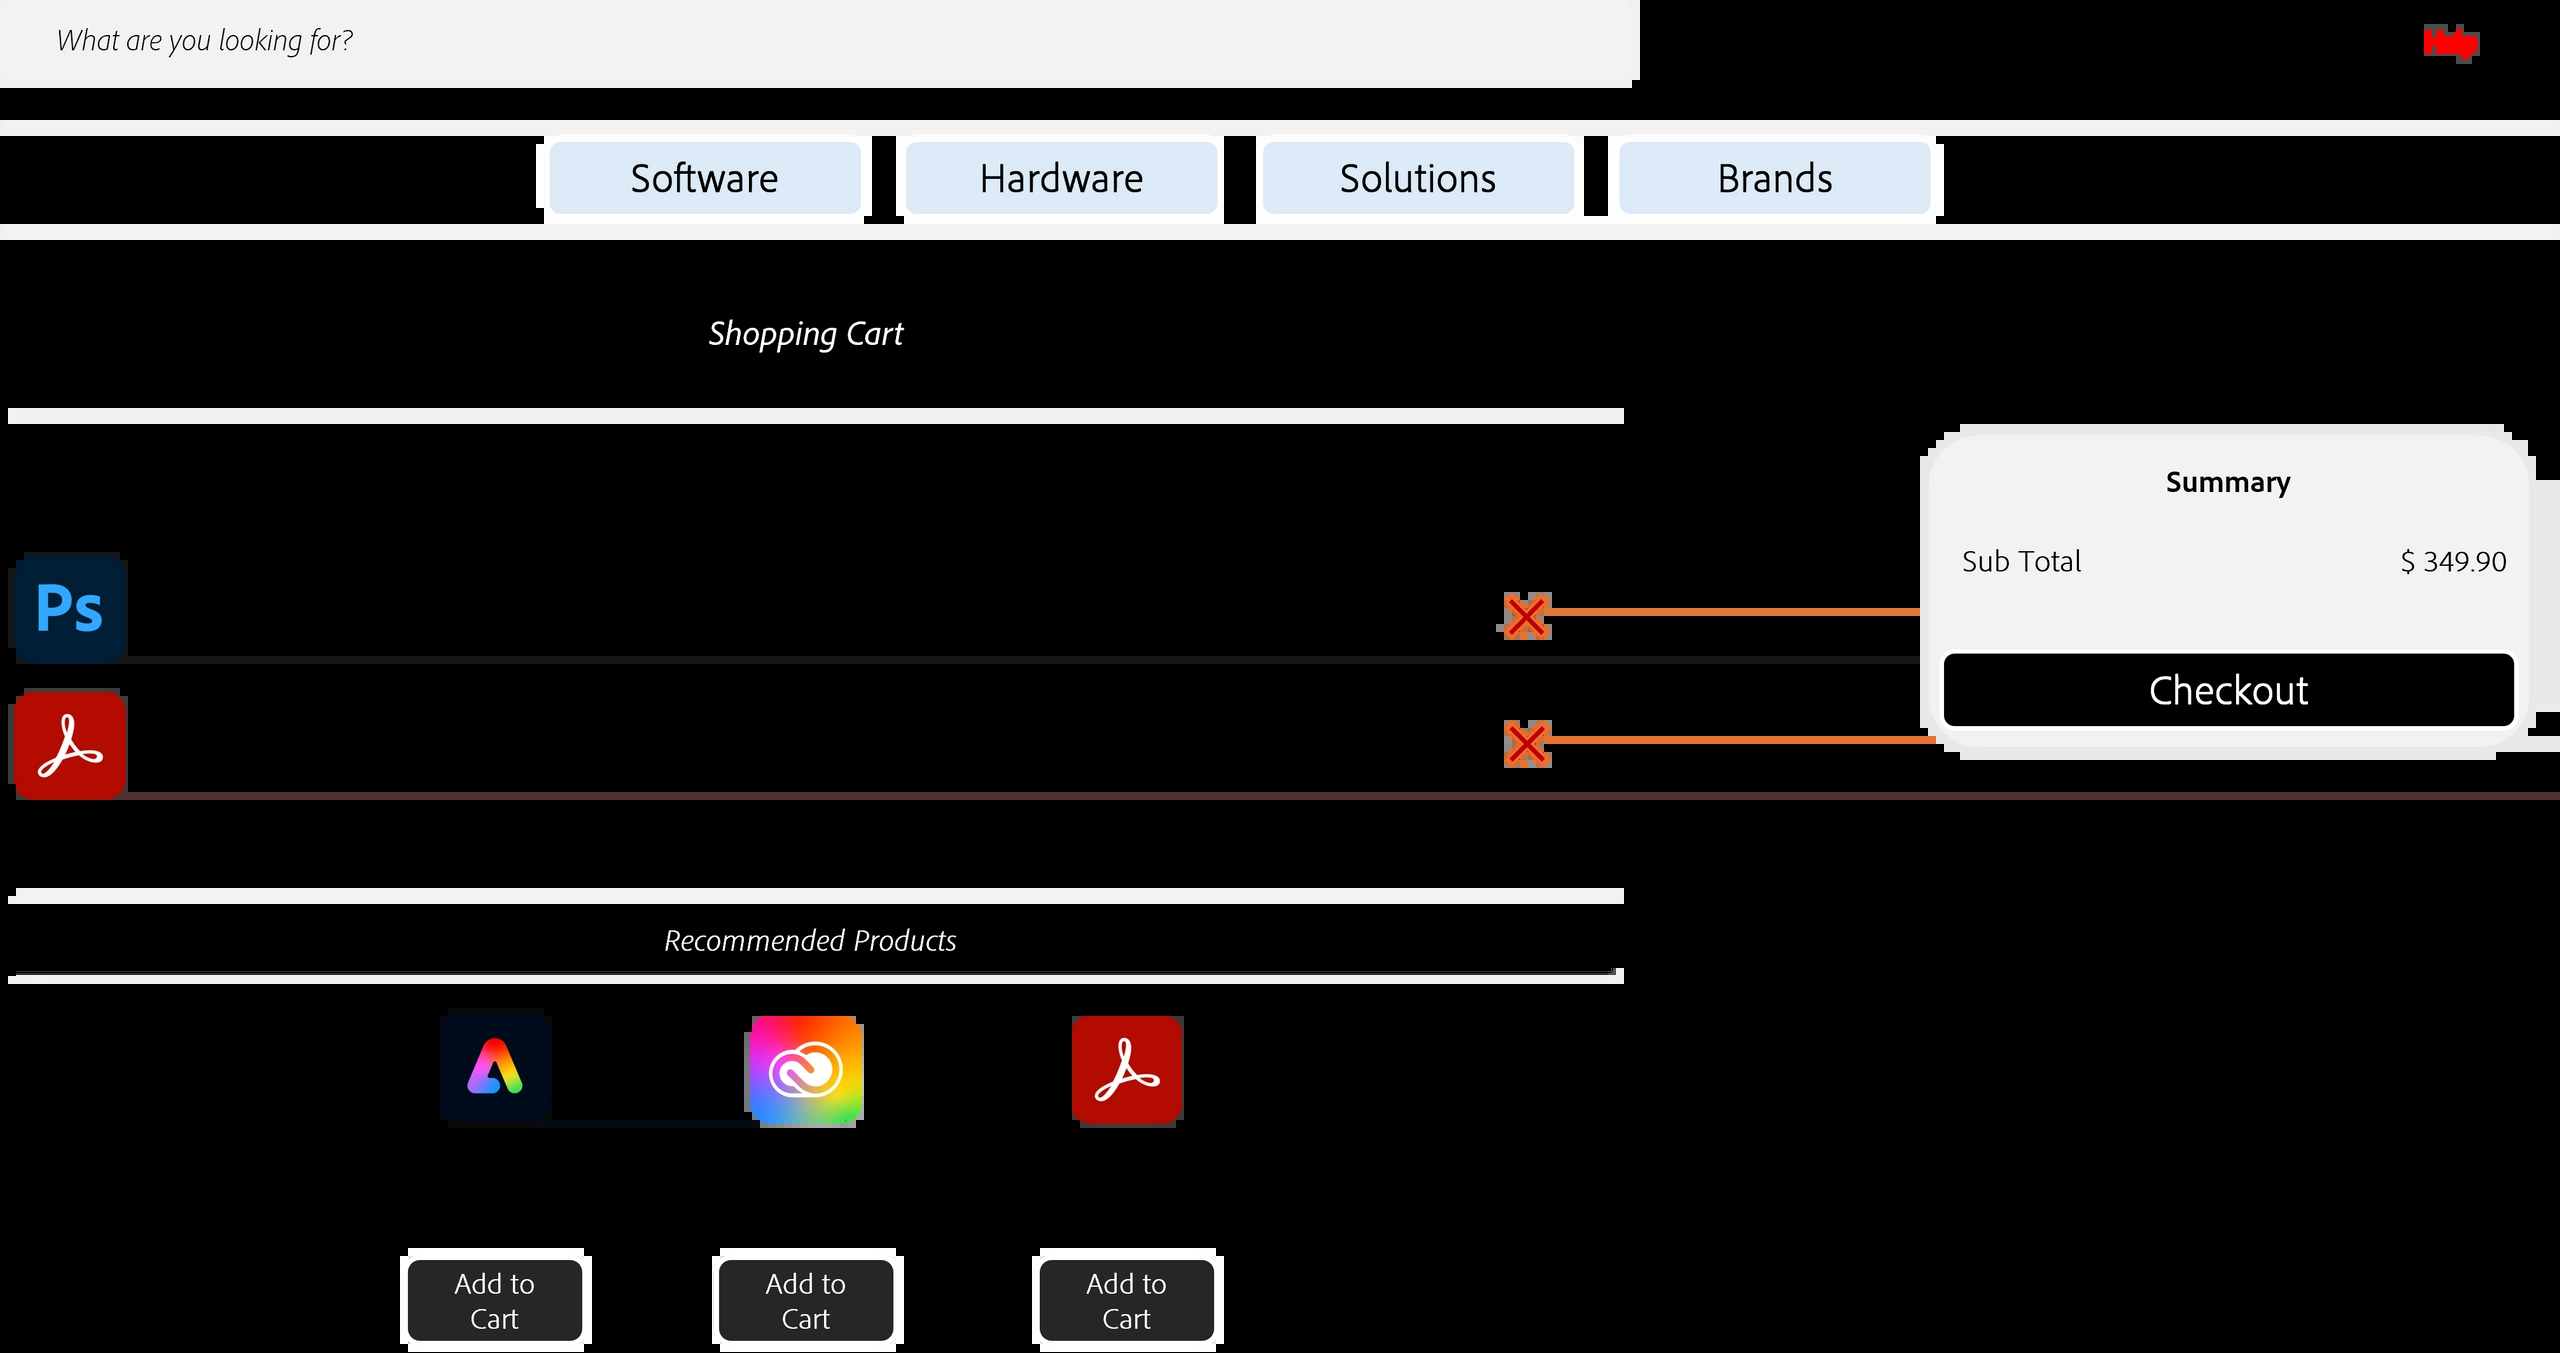 What are you looking for?
Help
Software
Hardware
Solutions
Brands
Shopping Cart
Summary
Sub Total
$ 349.90
Ps
Checkout
Recommended Products
Add to
Cart
Add to
Cart
Add to
Cart